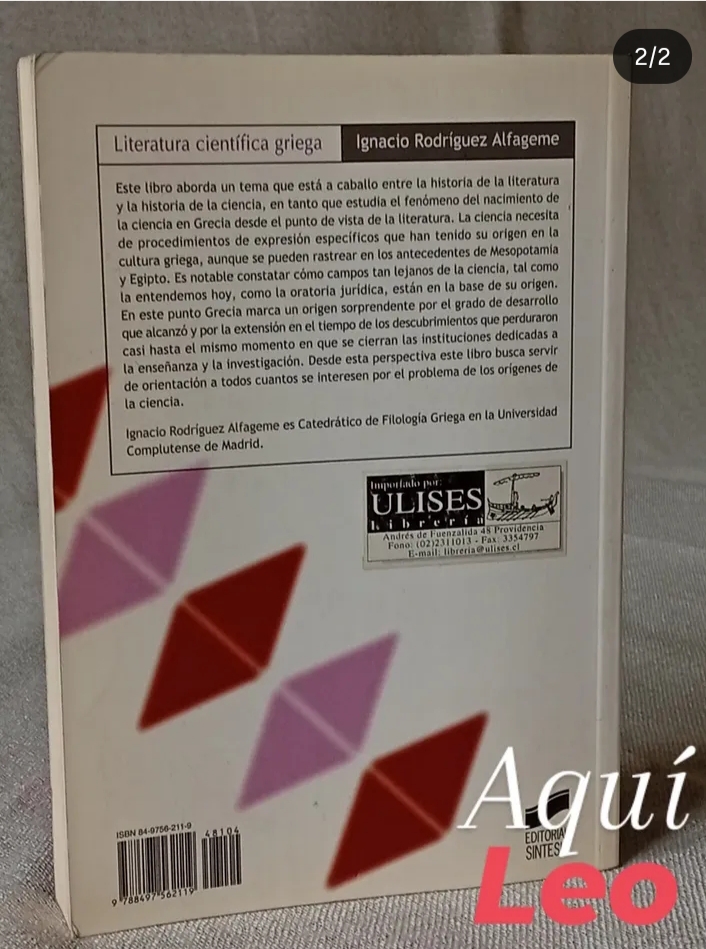 2/2
Literatura científica griega
Ignacio Rodríguez Alfageme
Este libro aborda un tema que está a caballo entre la historia de la literatura
y la historia de la ciencia, en tanto que estudia el fenómeno del nacimiento de
la ciencia en Grecia desde el punto de vista de la literatura. La ciencia necesita
de procedimientos de expresión específicos que han tenido su origen en la
cultura griega, aunque se pueden rastrear en los antecedentes de Mesopotamia
y Egipto. Es notable constatar cómo campos tan lejanos de la ciencia, tal como
la entendemos hoy, como la oratoria jurídica, están en la base de su origen.
En este punto Grecia marca un origen sorprendente por el grado de desarrollo
que alcanzó y por la extensión en el tiempo de los descubrimientos que perduraron
casi hasta el mismo momento en que se cierran las instituciones dedicadas a
la enseñanza y la investigación. Desde esta perspectiva este libro busca servir
de orientación a todos cuantos se interesen por el problema de los orígenes de
la ciencia.
Ignacio Rodríguez Alfageme es Catedrático de Filología Griega en la Universidad
Complutense de Madrid.
Importado por:
ULISES
librería
Andrés de Fuenzalida 48 Providencia
Fono: (02)2311013 - Fax: 3354797
E-mail: libreria@ulises.cl
ISBN 84-9756-211-9
48104
9 788497 562119
EDITORIAL
SINTESIS
Aquí
Leo